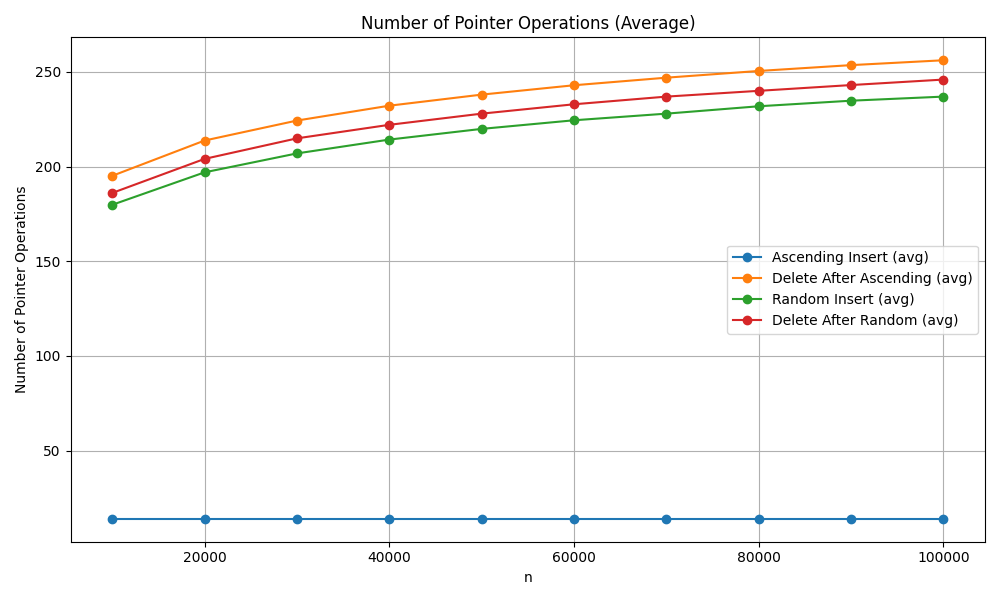 Number of Pointer Operations (Average)
Number of Pointer Operations
250
200
150
100
50
Ascending Insert (avg)
Delete After Ascending (avg)
Random Insert (avg)
Delete After Random (avg)
20000 40000 60000 80000 100000
n